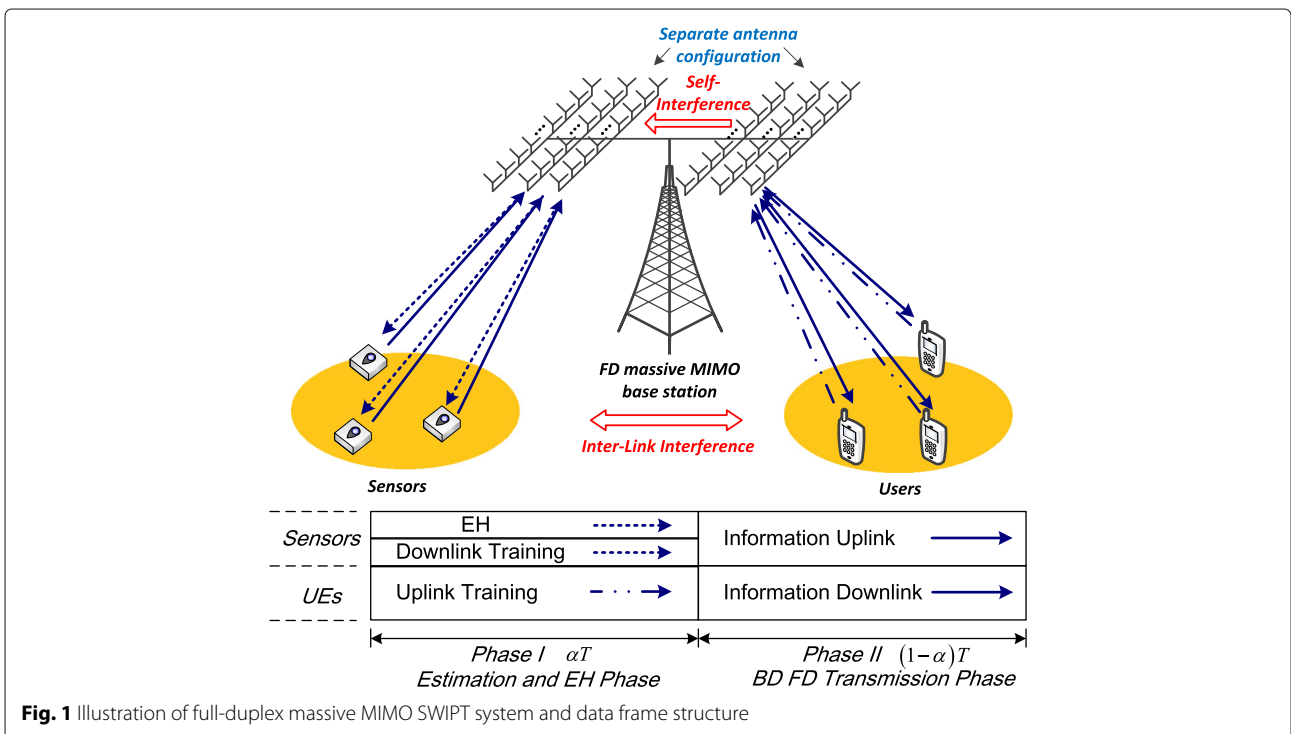 Separate antenna
configuration
Self-
Interference
FD massive MIMO
base station
Inter-Link Interference
Sensors
Users
Sensors
EH
Downlink Training
Information Uplink
UEs
Uplink Training
Information Downlink
Phase I αT
Estimation and EH Phase
Phase II (1−α)T
BD FD Transmission Phase
Fig. 1 Illustration of full-duplex massive MIMO SWIPT system and data frame structure